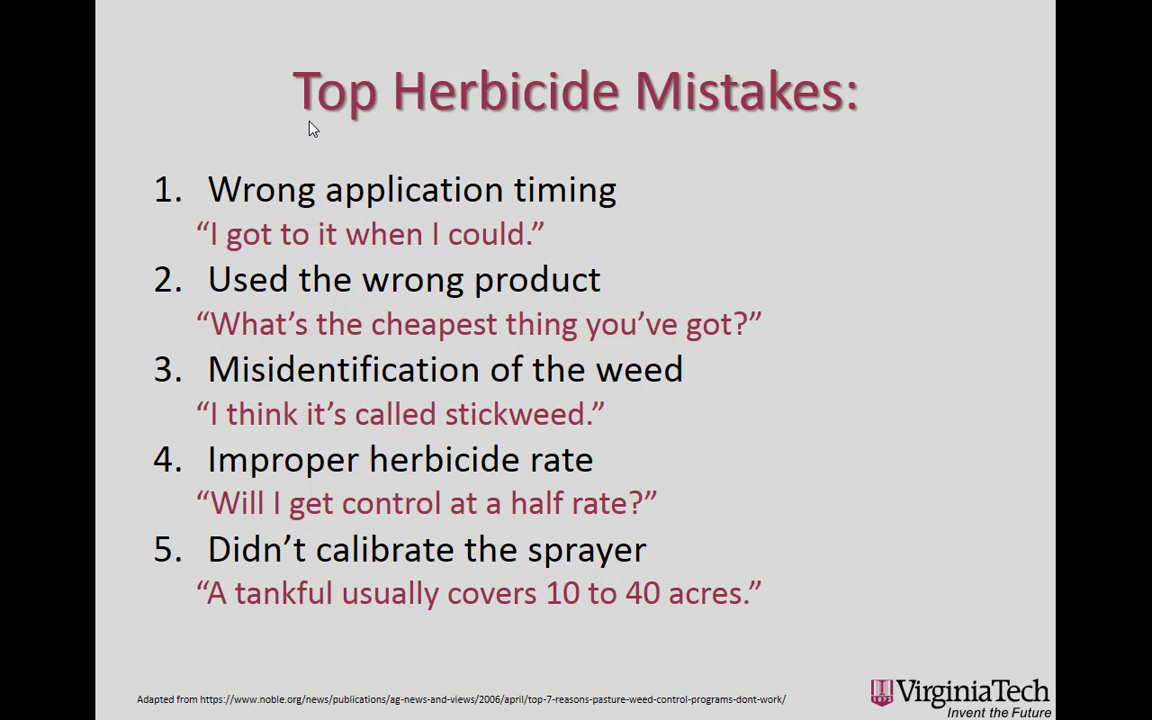 Top Herbicide Mistakes:
1. Wrong application timing
“I got to it when I could.”
2. Used the wrong product
“What’s the cheapest thing you’ve got?”
3. Misidentification of the weed
“I think it’s called stickweed.”
4. Improper herbicide rate
“Will I get control at a half rate?”
5. Didn’t calibrate the sprayer
“A tankful usually covers 10 to 40 acres.”
Adapted from https://www.noble.org/news/publications/ag-news-and-views/2006/april/top-7-reasons-pasture-weed-control-programs-dont-work/
VirginiaTech
Invent the Future